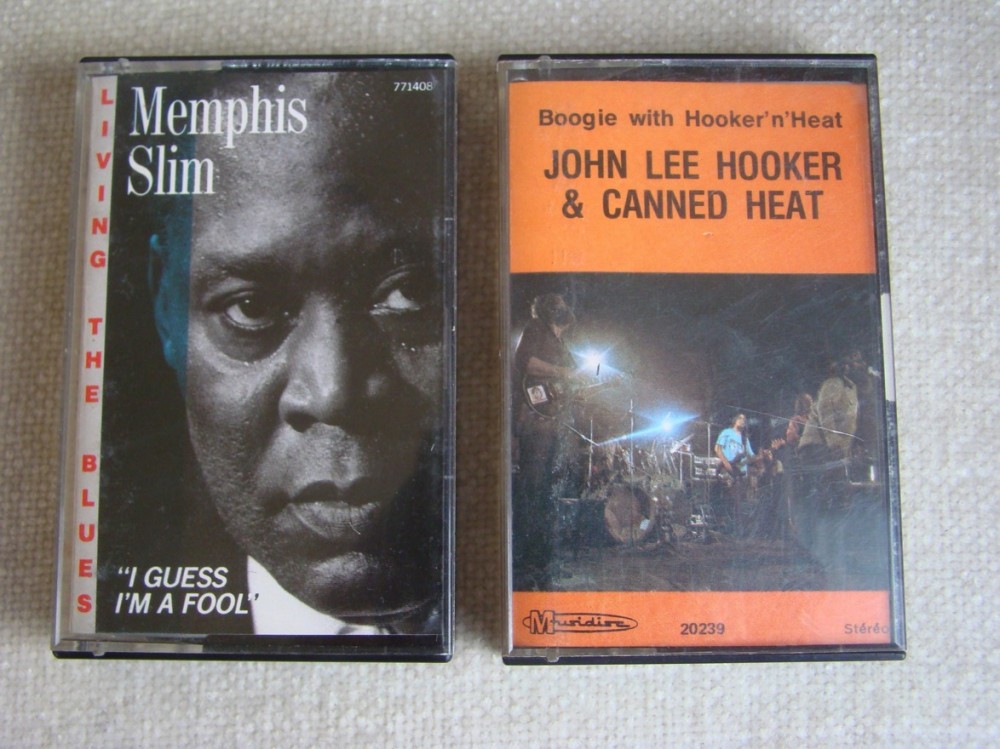 LIVING THE BLUES
Memphis
Slim
771408
"I GUESS
I'M A FOOL"
Boogie with Hooker'n'Heat
JOHN LEE HOOKER
& CANNED HEAT
Musidisc
20239
Stéréo